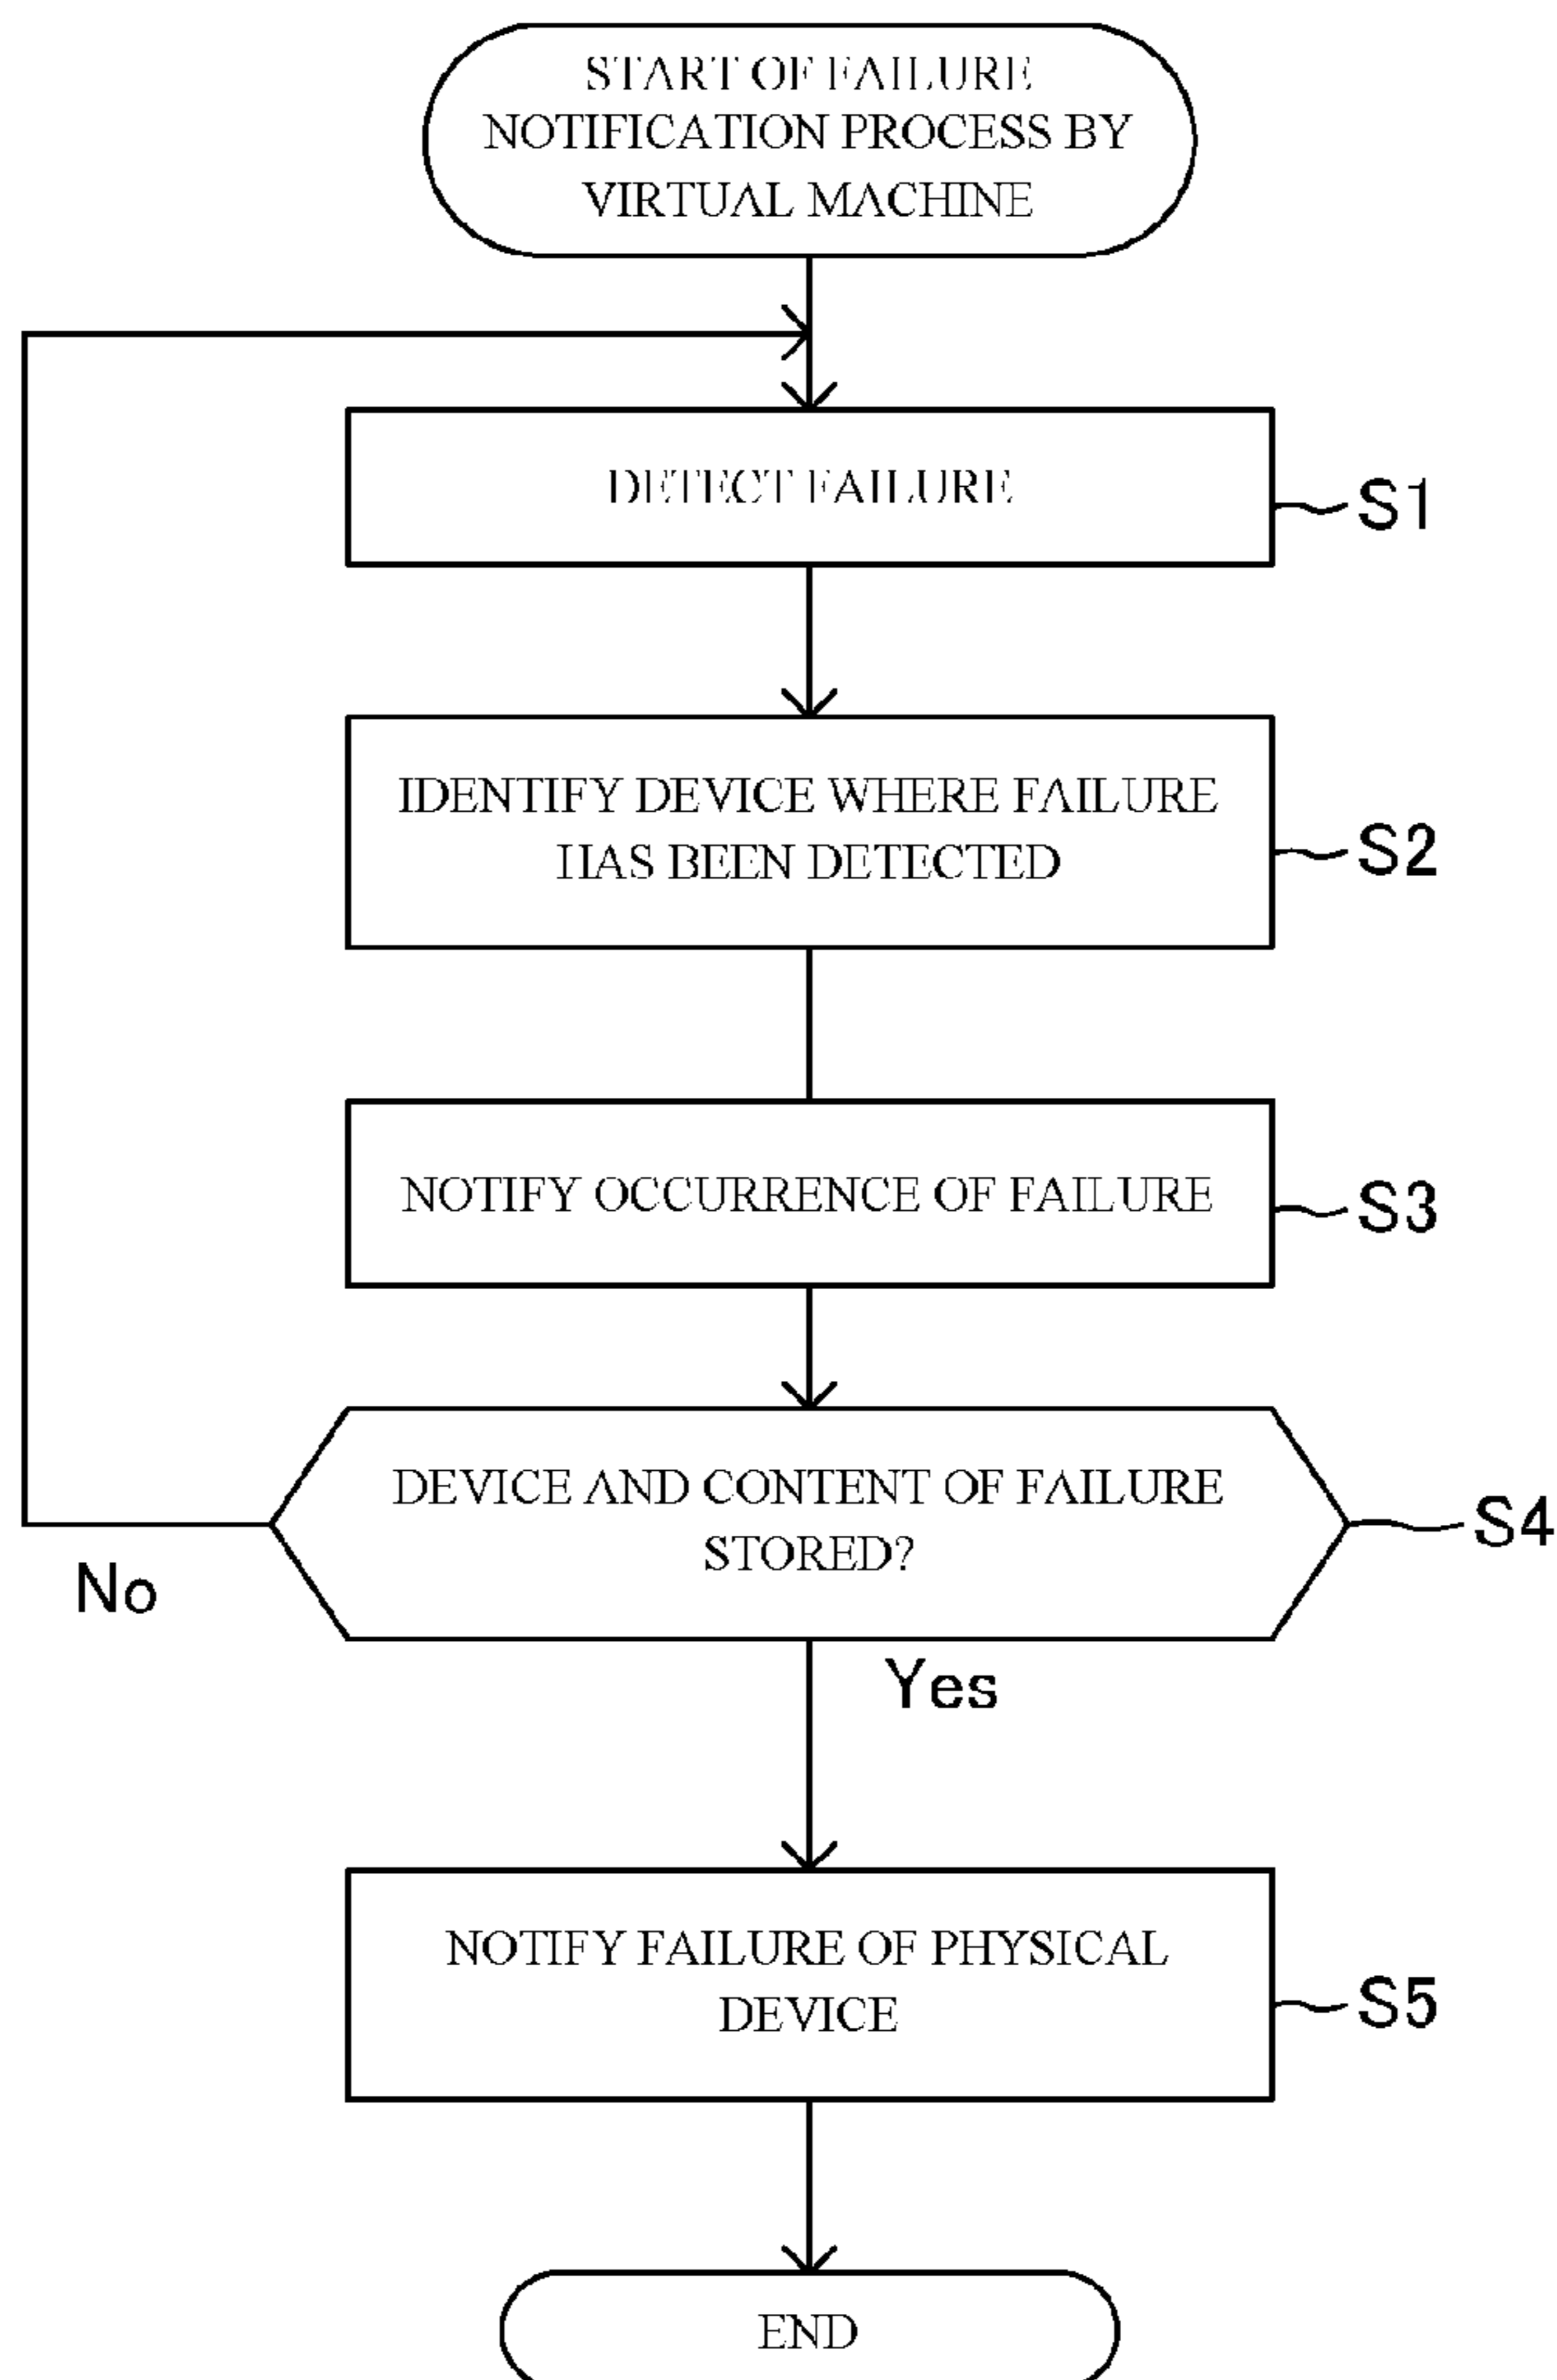 START OF FAILURE
NOTIFICATION PROCESS BY
VIRTUAL MACHINE
DETECT FAILURE
S1
IDENTIFY DEVICE WHERE FAILURE
HAS BEEN DETECTED
S2
NOTIFY OCCURRENCE OF FAILURE
S3
DEVICE AND CONTENT OF FAILURE
STORED?
S4
No
Yes
NOTIFY FAILURE OF PHYSICAL
DEVICE
S5
END